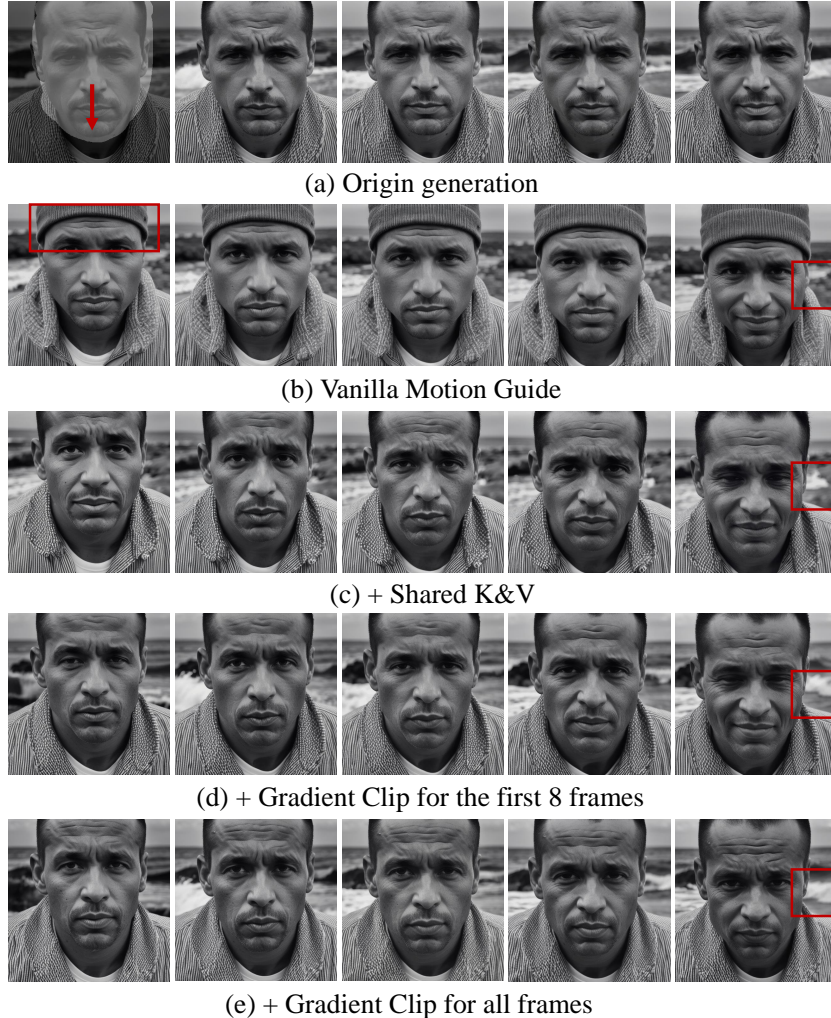 (a) Origin generation
(b) Vanilla Motion Guide
(c) + Shared K&V
(d) + Gradient Clip for the first 8 frames
(e) + Gradient Clip for all frames